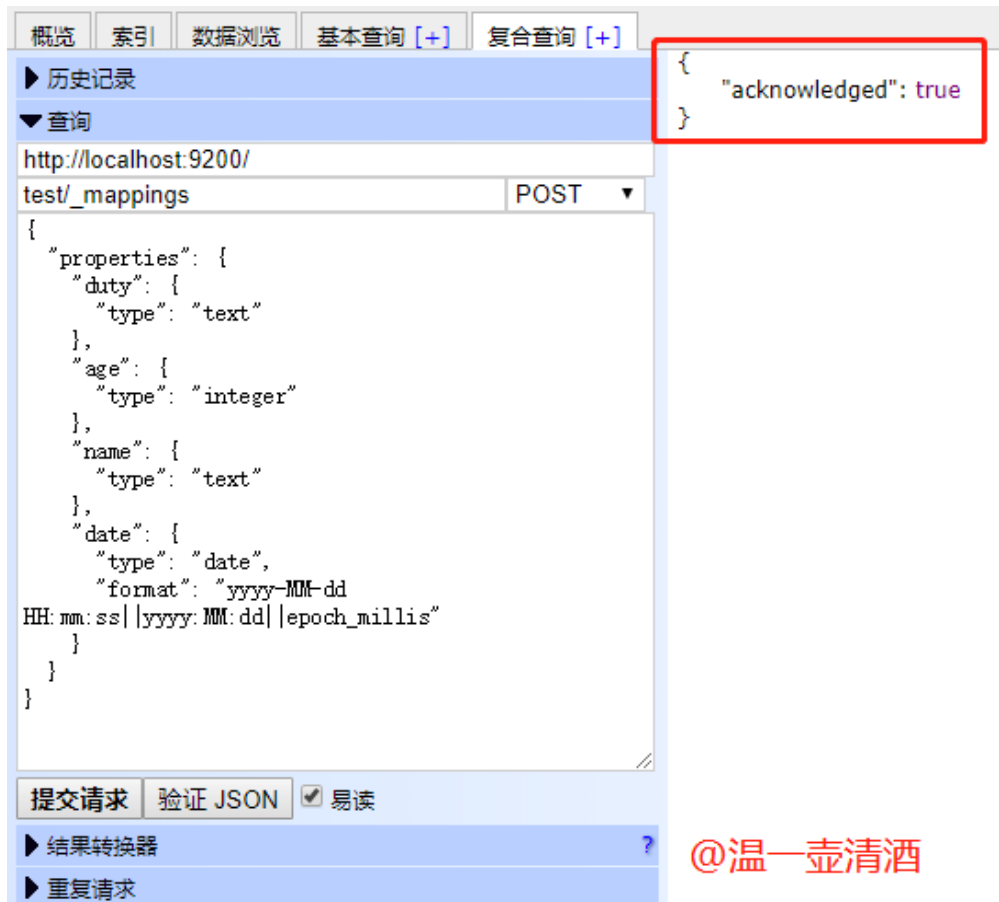 概览 索引 数据浏览 基本查询 [+] 复合查询 [+]
历史记录
查询
http://localhost:9200/
test/_mappings POST
{
"properties": {
"duty": {
"type": "text"
},
"age": {
"type": "integer"
},
"name": {
"type": "text"
},
"date": {
"type": "date",
"format": "yyyy-MM-dd
HH:mm:ss||yyyy:MM:dd||epoch_millis"
}
}
}
提交请求 验证 JSON 易读
结果转换器 ?
重复请求
{
"acknowledged": true
}
@温一壶清酒